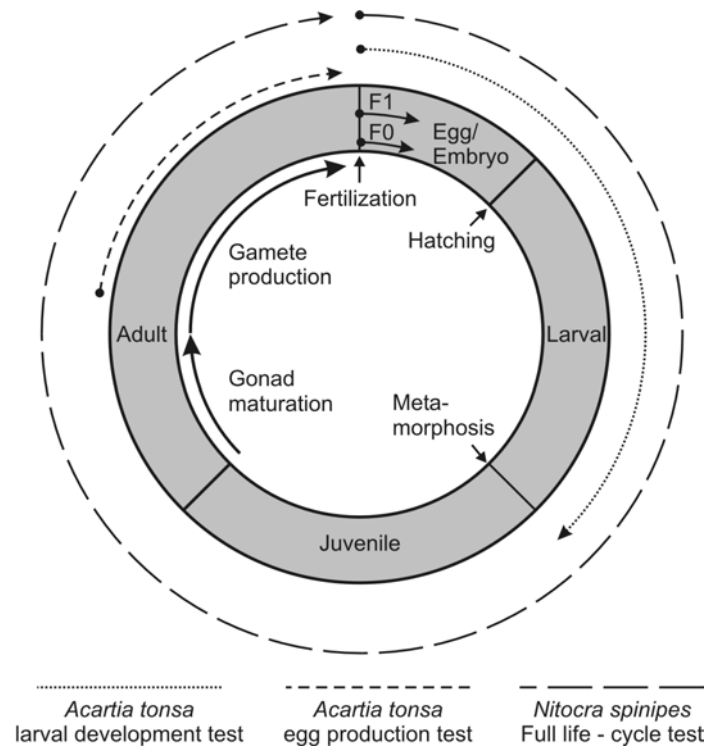 F1
F0
Egg/
Embryo
Fertilization
Hatching
Gamete
production
Adult
Larval
Gonad
maturation
Meta-
morphosis
Juvenile
Acartia tonsa
larval development test
Acartia tonsa
egg production test
Nitocra spinipes
Full life - cycle test